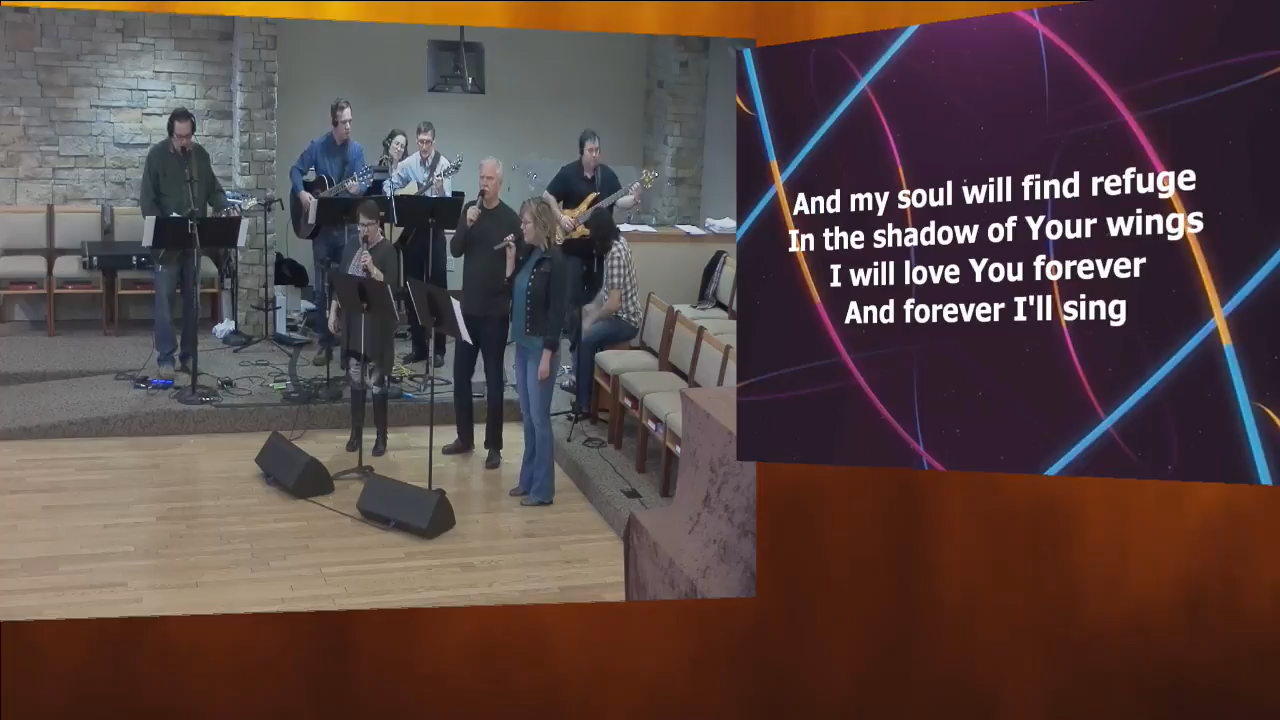 And my soul will find refuge
In the shadow of Your wings
I will love You forever
And forever I'll sing